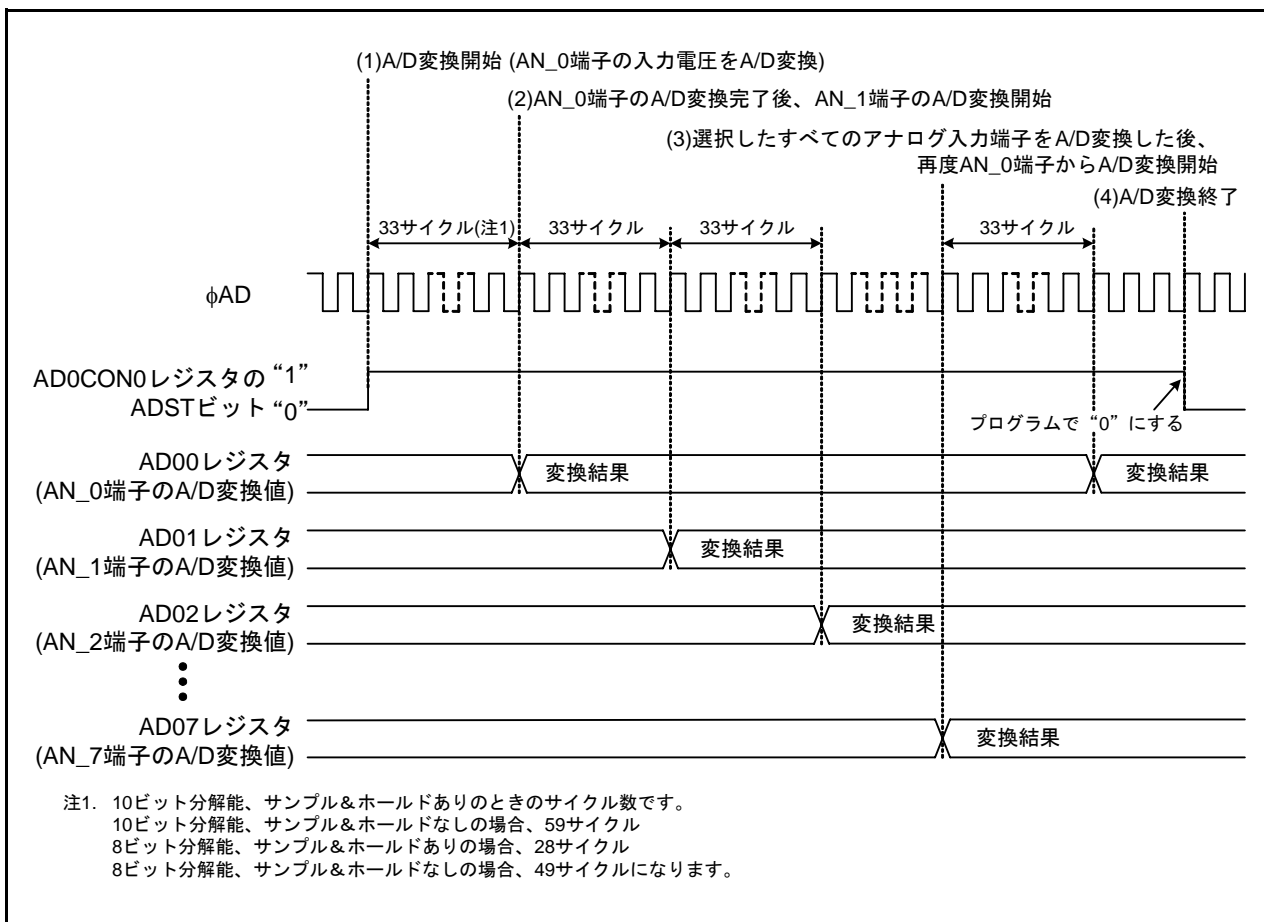 (1)A/D変換開始 (AN_0端子の入力電圧をA/D変換)
(2)AN_0端子のA/D変換完了後、AN_1端子のA/D変換開始
(3)選択したすべてのアナログ入力端子をA/D変換した後、
再度AN_0端子からA/D変換開始
(4)A/D変換終了
33サイクル(注1)
33サイクル
33サイクル
33サイクル
φAD
AD0CON0レジスタの “1”
ADSTビット “0”
プログラムで “0” にする
AD00レジスタ
(AN_0端子のA/D変換値)
変換結果
変換結果
AD01レジスタ
(AN_1端子のA/D変換値)
変換結果
AD02レジスタ
(AN_2端子のA/D変換値)
変換結果
AD07レジスタ
(AN_7端子のA/D変換値)
変換結果
注1. 10ビット分解能、サンプル&ホールドありのときのサイクル数です。
10ビット分解能、サンプル&ホールドなしの場合、59サイクル
8ビット分解能、サンプル&ホールドありの場合、28サイクル
8ビット分解能、サンプル&ホールドなしの場合、49サイクルになります。